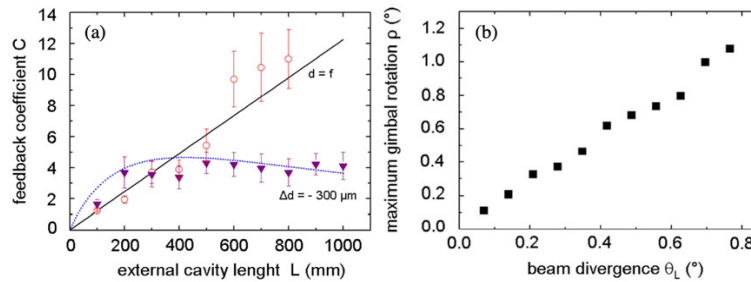 (a)
feedback coefficient C
14
12
10
8
6
4
2
0
d = f
Δd = - 300 µm
0 200 400 600 800 1000
external cavity lenght L (mm)
(b)
maximum gimbal rotation ρ (°)
1.2
1.0
0.8
0.6
0.4
0.2
0.0
0.0 0.2 0.4 0.6 0.8
beam divergence θL (°)